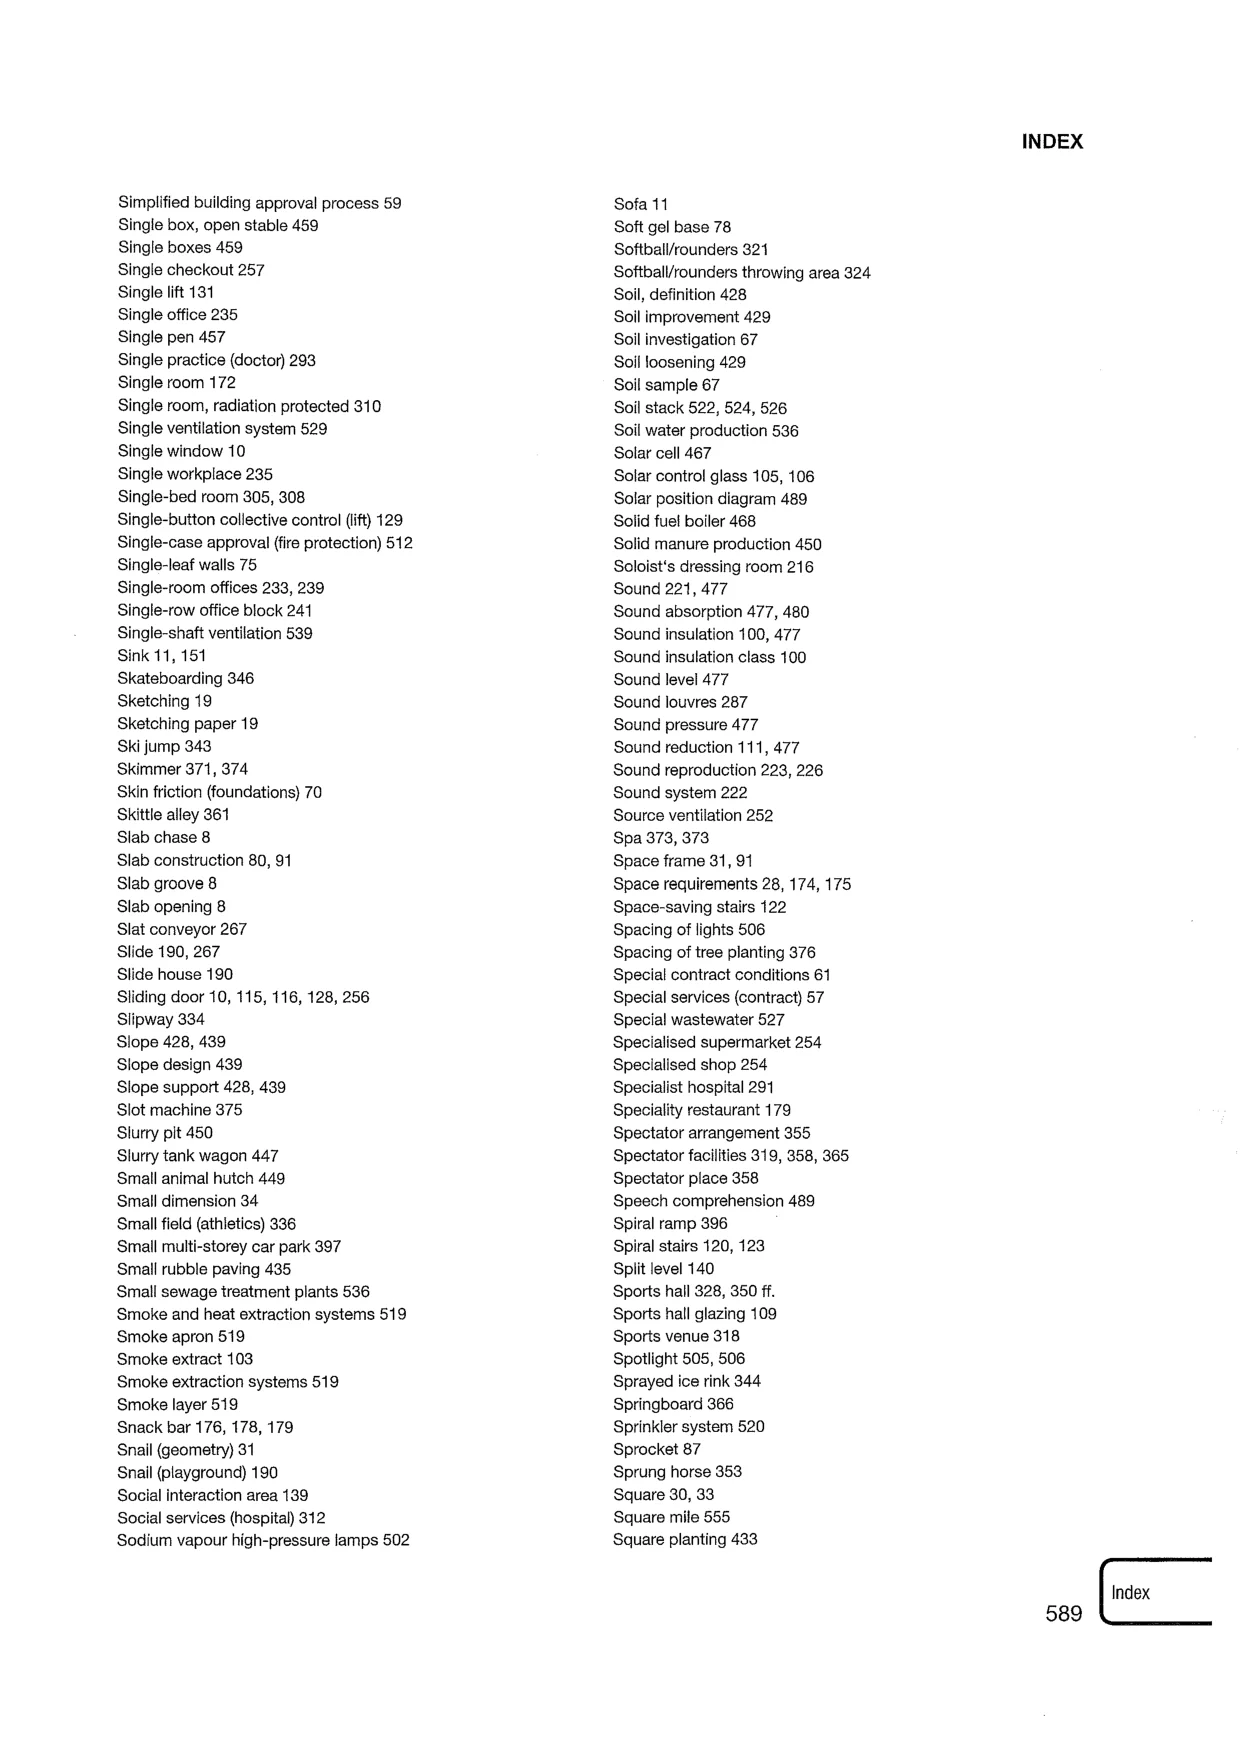 INDEX
Simplified building approval process 59
Single box, open stable 459
Single boxes 459
Single checkout 257
Single lift 131
Single office 235
Single pen 457
Single practice (doctor) 293
Single room 172
Single room, radiation protected 310
Single ventilation system 529
Single window 10
Single workplace 235
Single-bed room 305, 308
Single-button collective control (lift) 129
Single-case approval (fire protection) 512
Single-leaf walls 75
Single-room offices 233, 239
Single-row office block 241
Single-shaft ventilation 539
Sink 11, 151
Skateboarding 346
Sketching 19
Sketching paper 19
Ski jump 343
Skimmer 371, 374
Skin friction (foundations) 70
Skittle alley 361
Slab chase 8
Slab construction 80, 91
Slab groove 8
Slab opening 8
Slat conveyor 267
Slide 190, 267
Slide house 190
Sliding door 10, 115, 116, 128, 256
Slipway 334
Slope 428, 439
Slope design 439
Slope support 428, 439
Slot machine 375
Slurry pit 450
Slurry tank wagon 447
Small animal hutch 449
Small dimension 34
Small field (athletics) 336
Small multi-storey car park 397
Small rubble paving 435
Small sewage treatment plants 536
Smoke and heat extraction systems 519
Smoke apron 519
Smoke extract 103
Smoke extraction systems 519
Smoke layer 519
Snack bar 176, 178, 179
Snail (geometry) 31
Snail (playground) 190
Social interaction area 139
Social services (hospital) 312
Sodium vapour high-pressure lamps 502
Sofa 11
Soft gel base 78
Softball/rounders 321
Softball/rounders throwing area 324
Soil, definition 428
Soil improvement 429
Soil investigation 67
Soil loosening 429
Soil sample 67
Soil stack 522, 524, 526
Soil water production 536
Solar cell 467
Solar control glass 105, 106
Solar position diagram 489
Solid fuel boiler 468
Solid manure production 450
Soloist's dressing room 216
Sound 221, 477
Sound absorption 477, 480
Sound insulation 100, 477
Sound insulation class 100
Sound level 477
Sound louvres 287
Sound pressure 477
Sound reduction 111, 477
Sound reproduction 223, 226
Sound system 222
Source ventilation 252
Spa 373, 373
Space frame 31, 91
Space requirements 28, 174, 175
Space-saving stairs 122
Spacing of lights 506
Spacing of tree planting 376
Special contract conditions 61
Special services (contract) 57
Special wastewater 527
Specialised supermarket 254
Specialised shop 254
Specialist hospital 291
Speciality restaurant 179
Spectator arrangement 355
Spectator facilities 319, 358, 365
Spectator place 358
Speech comprehension 489
Spiral ramp 396
Spiral stairs 120, 123
Split level 140
Sports hall 328, 350 ff.
Sports hall glazing 109
Sports venue 318
Spotlight 505, 506
Sprayed ice rink 344
Springboard 366
Sprinkler system 520
Sprocket 87
Sprung horse 353
Square 30, 33
Square mile 555
Square planting 433
Index
589